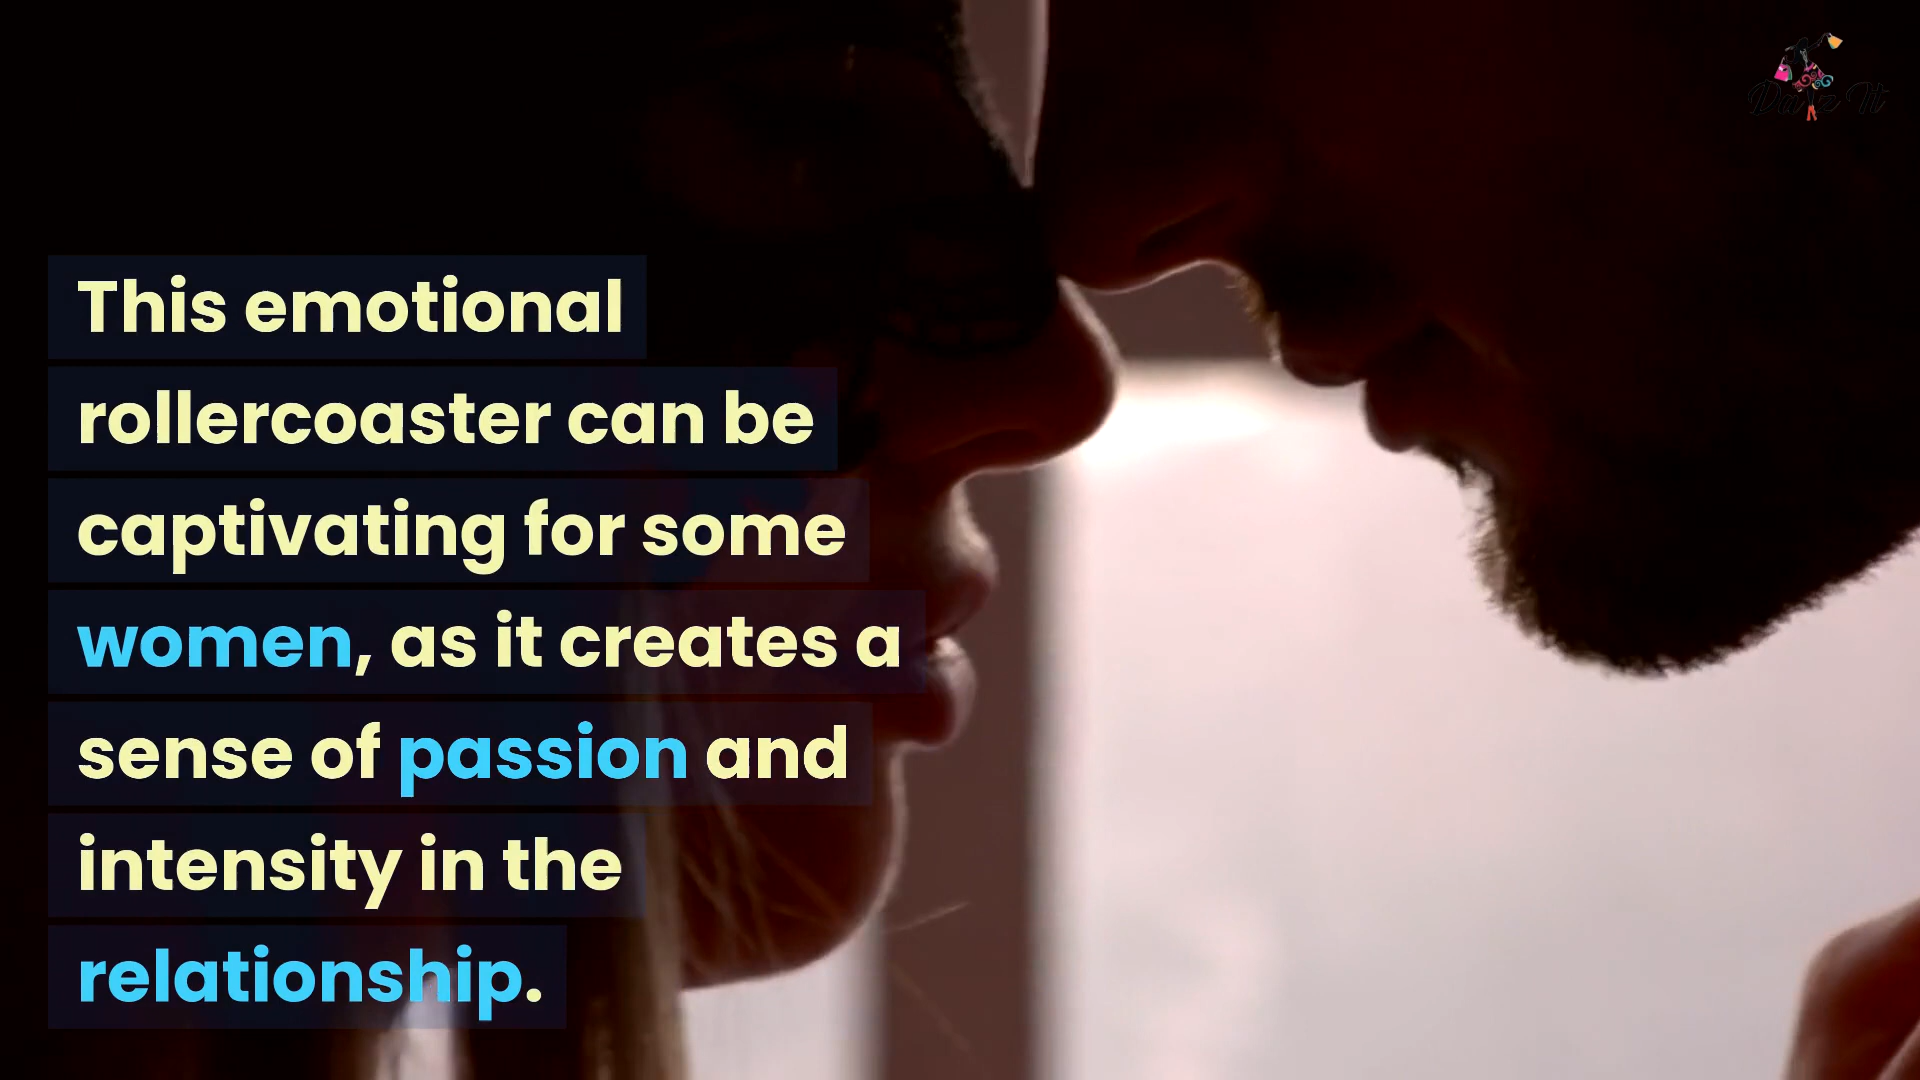 This emotional
rollercoaster can be
captivating for some
women, as it creates a
sense of passion and
intensity in the
relationship.